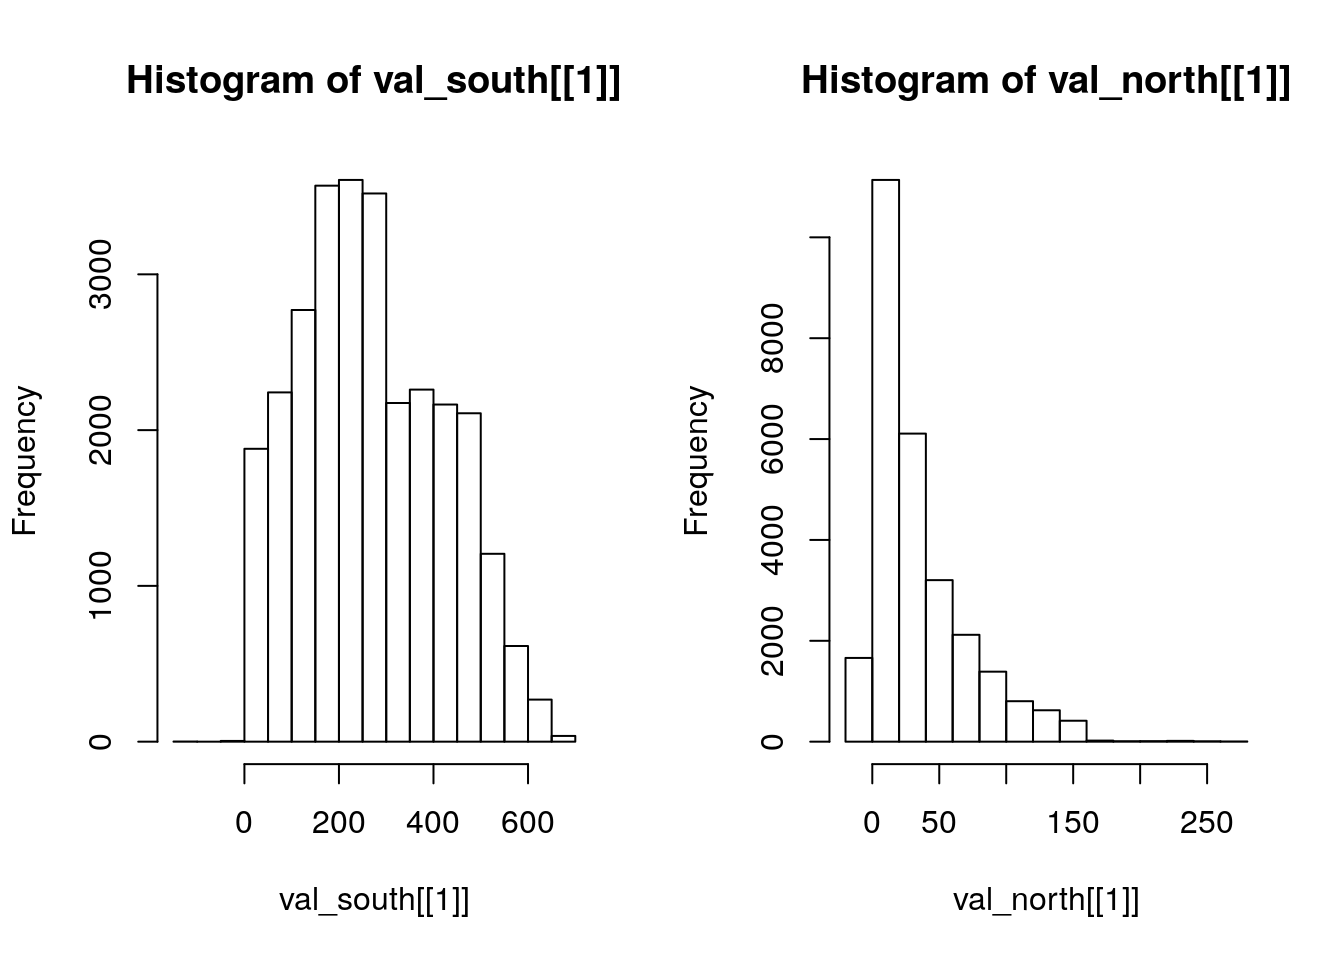 Histogram of val_south[[1]]
Frequency
0 1000 2000 3000
0 200 400 600
val_south[[1]]
Histogram of val_north[[1]]
Frequency
0 2000 4000 6000 8000
0 50 150 250
val_north[[1]]